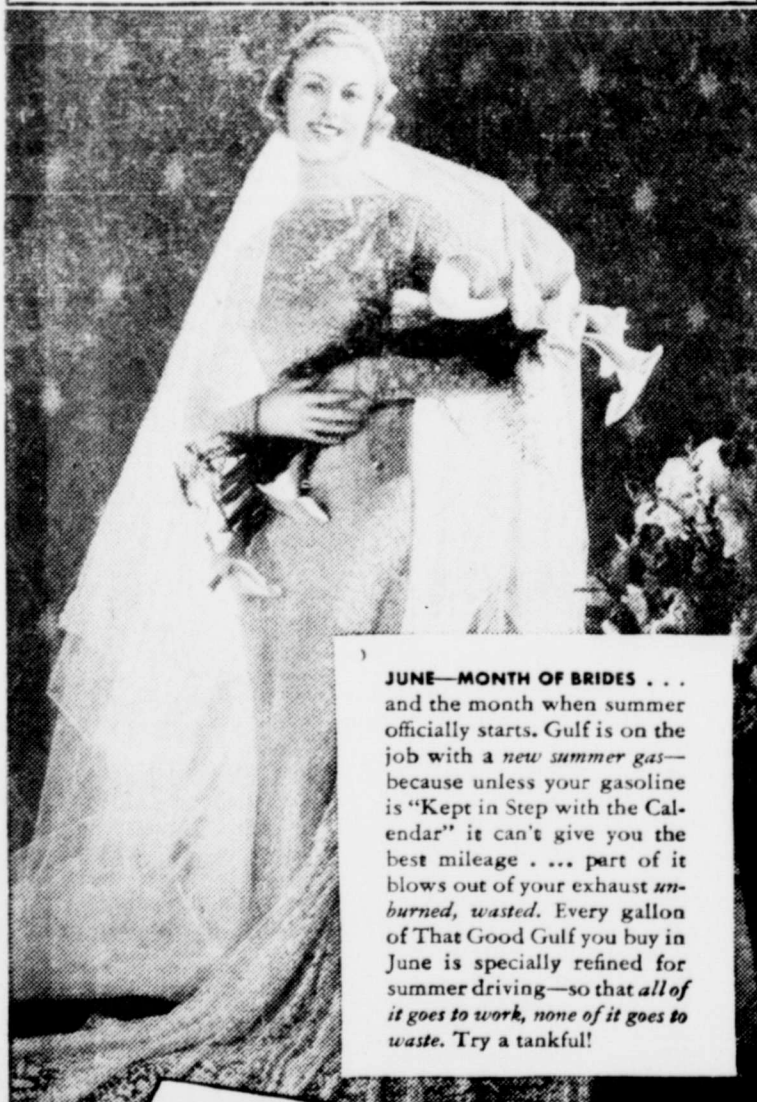 JUNE—MONTH OF BRIDES . . .
and the month when summer
officially starts. Gulf is on the
job with a new summer gas—
because unless your gasoline
is “Kept in Step with the Cal-
endar” it can't give you the
best mileage . ... part of it
blows out of your exhaust un-
burned, wasted. Every gallon
of That Good Gulf you buy in
June is specially refined for
summer driving—so that all of
it goes to work, none of it goes to
waste. Try a tankful!